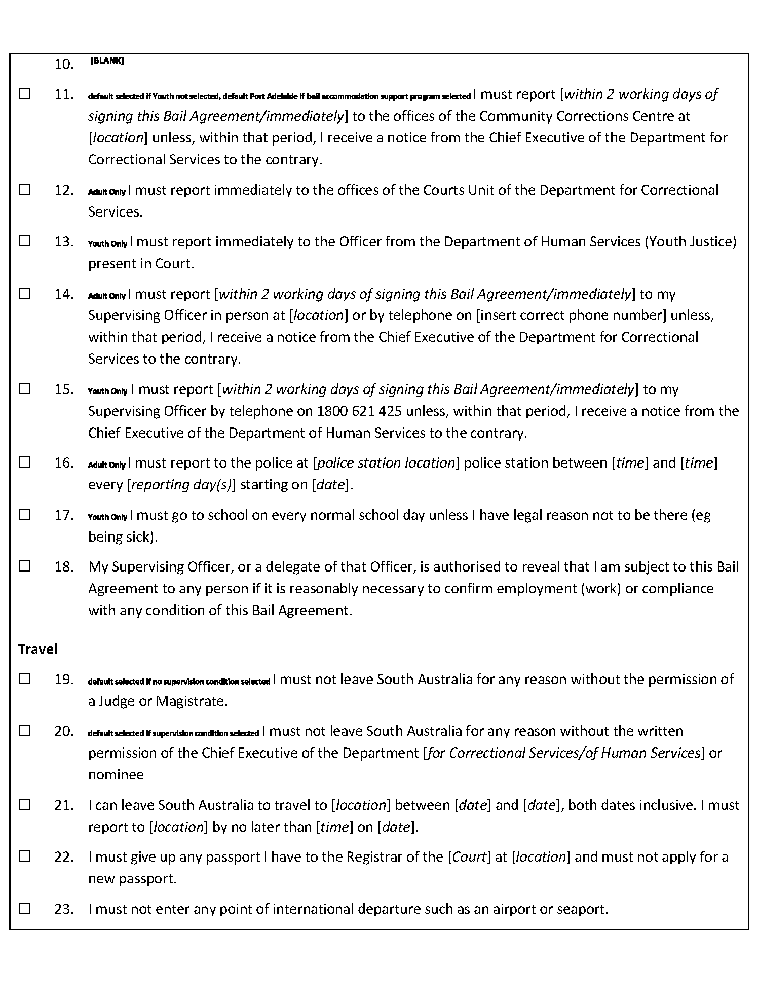 10. [BLANK]
☐ 11. default selected if Youth not selected, default Port Adelaide if bail accommodation support program selected I must report [within 2 working days of
signing this Bail Agreement/immediately] to the offices of the Community Corrections Centre at
[location] unless, within that period, I receive a notice from the Chief Executive of the Department for
Correctional Services to the contrary.
☐ 12. Adult Only I must report immediately to the offices of the Courts Unit of the Department for Correctional
Services.
☐ 13. Youth Only I must report immediately to the Officer from the Department of Human Services (Youth Justice)
present in Court.
☐ 14. Adult Only I must report [within 2 working days of signing this Bail Agreement/immediately] to my
Supervising Officer in person at [location] or by telephone on [insert correct phone number] unless,
within that period, I receive a notice from the Chief Executive of the Department for Correctional
Services to the contrary.
☐ 15. Youth Only I must report [within 2 working days of signing this Bail Agreement/immediately] to my
Supervising Officer by telephone on 1800 621 425 unless, within that period, I receive a notice from the
Chief Executive of the Department of Human Services to the contrary.
☐ 16. Adult Only I must report to the police at [police station location] police station between [time] and [time]
every [reporting day(s)] starting on [date].
☐ 17. Youth Only I must go to school on every normal school day unless I have legal reason not to be there (eg
being sick).
☐ 18. My Supervising Officer, or a delegate of that Officer, is authorised to reveal that I am subject to this Bail
Agreement to any person if it is reasonably necessary to confirm employment (work) or compliance
with any condition of this Bail Agreement.
Travel
☐ 19. default selected if no supervision condition selected I must not leave South Australia for any reason without the permission of
a Judge or Magistrate.
☐ 20. default selected if supervision condition selected I must not leave South Australia for any reason without the written
permission of the Chief Executive of the Department [for Correctional Services/of Human Services] or
nominee
☐ 21. I can leave South Australia to travel to [location] between [date] and [date], both dates inclusive. I must
report to [location] by no later than [time] on [date].
☐ 22. I must give up any passport I have to the Registrar of the [Court] at [location] and must not apply for a
new passport.
☐ 23. I must not enter any point of international departure such as an airport or seaport.